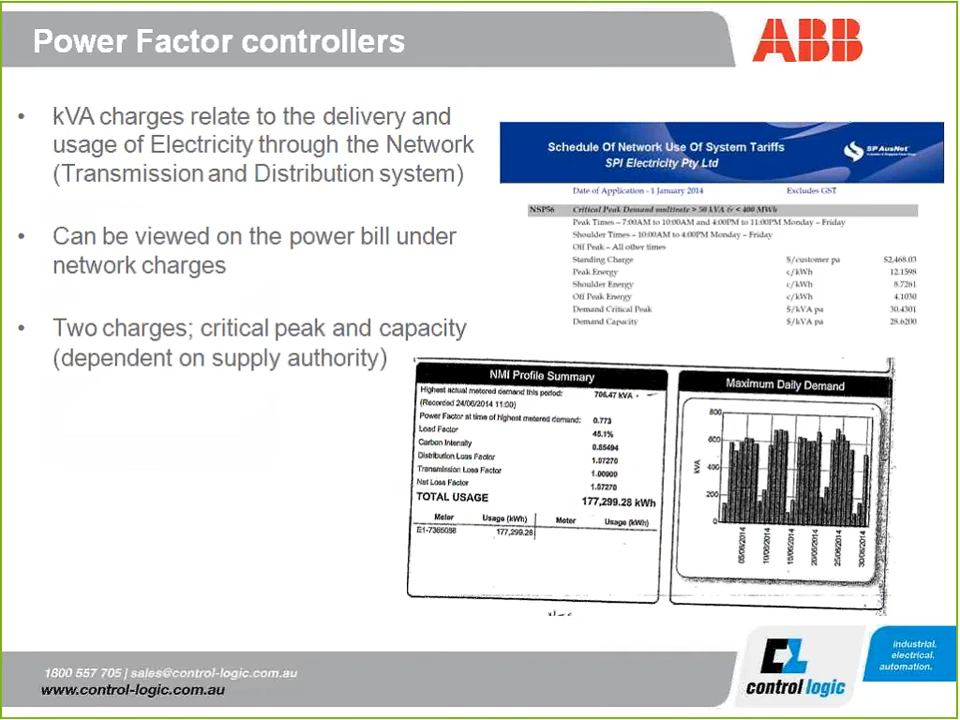 Power Factor controllers
ABB
• kVA charges relate to the delivery and
usage of Electricity through the Network
(Transmission and Distribution system)
• Can be viewed on the power bill under
network charges
• Two charges; critical peak and capacity
(dependent on supply authority)
Schedule Of Network Use Of System Tariffs
SPI Electricity Pty Ltd
SP AusNet
Date of Application - 1 January 2014 Excludes GST
NSP56 Critical Peak Demand multirate > 50 kVA & < 400 MWh
Peak Times – 7:00AM to 10:00AM and 4:00PM to 11:00PM Monday – Friday
Shoulder Times – 10:00AM to 4:00PM Monday – Friday
Off Peak – All other times
Standing Charge $/customer pa $2,468.03
Peak Energy c/kWh 12.1598
Shoulder Energy c/kWh 8.7261
Off Peak Energy c/kWh 4.1030
Demand Critical Peak $/kVA pa 30.4301
Demand Capacity $/kVA pa 28.6200
NMI Profile Summary
Highest actual metered demand this period: 706.47 kVA
(Recorded 24/06/2014 11:00)
Power Factor at time of highest metered demand: 0.773
Load Factor 45.1%
Carbon Intensity 0.85494
Distribution Loss Factor 1.07270
Transmission Loss Factor 1.00000
Net Loss Factor 1.07270
TOTAL USAGE 177,299.28 kWh
Meter Usage (kWh) Meter Usage (kWh)
177,299.28
Maximum Daily Demand
800
600
400
200
0
kVA
05/06/2014
10/06/2014
15/06/2014
20/06/2014
25/06/2014
30/06/2014
1800 557 705 | sales@control-logic.com.au
www.control-logic.com.au
control logic
industrial.
electrical.
automation.